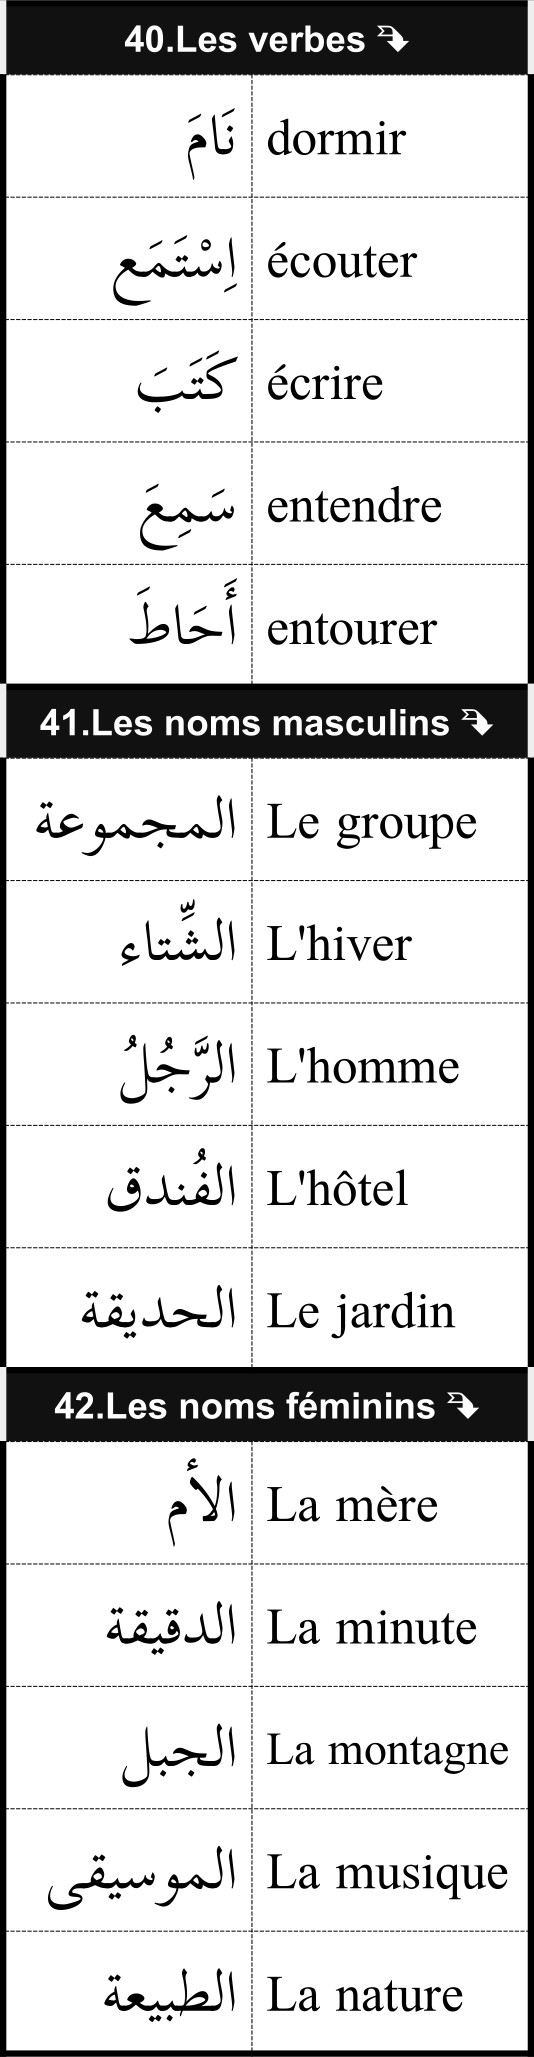 40.Les verbes
dormir نَامَ
écouter اِسْتَمَع
écrire كَتَبَ
entendre سَمِعَ
entourer أَحَاطَ
41.Les noms masculins
Le groupe المجموعة
L'hiver الشِّتاء
L'homme الرَّجُلُ
L'hôtel الفُندق
Le jardin الحديقة
42.Les noms féminins
La mère الأم
La minute الدقيقة
La montagne الجبل
La musique الموسيقى
La nature الطبيعة